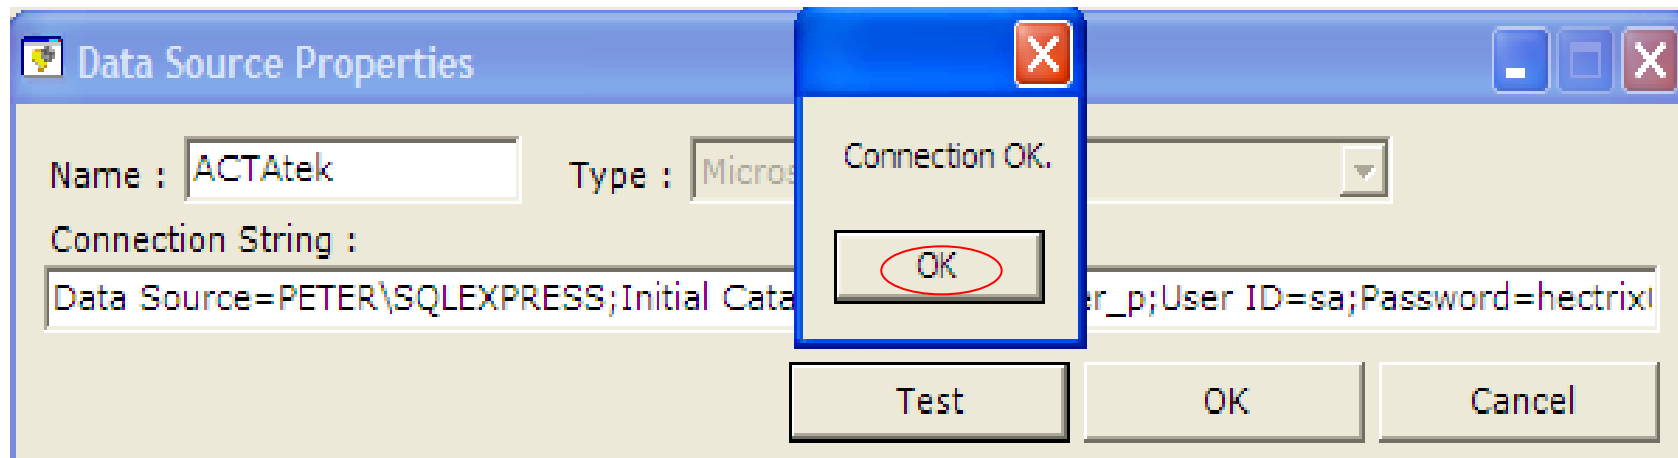 Data Source Properties
Name : ACTAtek Type : Micros
Connection OK.
OK
Connection String :
Data Source=PETER\SQLEXPRESS;Initial Cata er_p;User ID=sa;Password=hectrix
Test OK Cancel